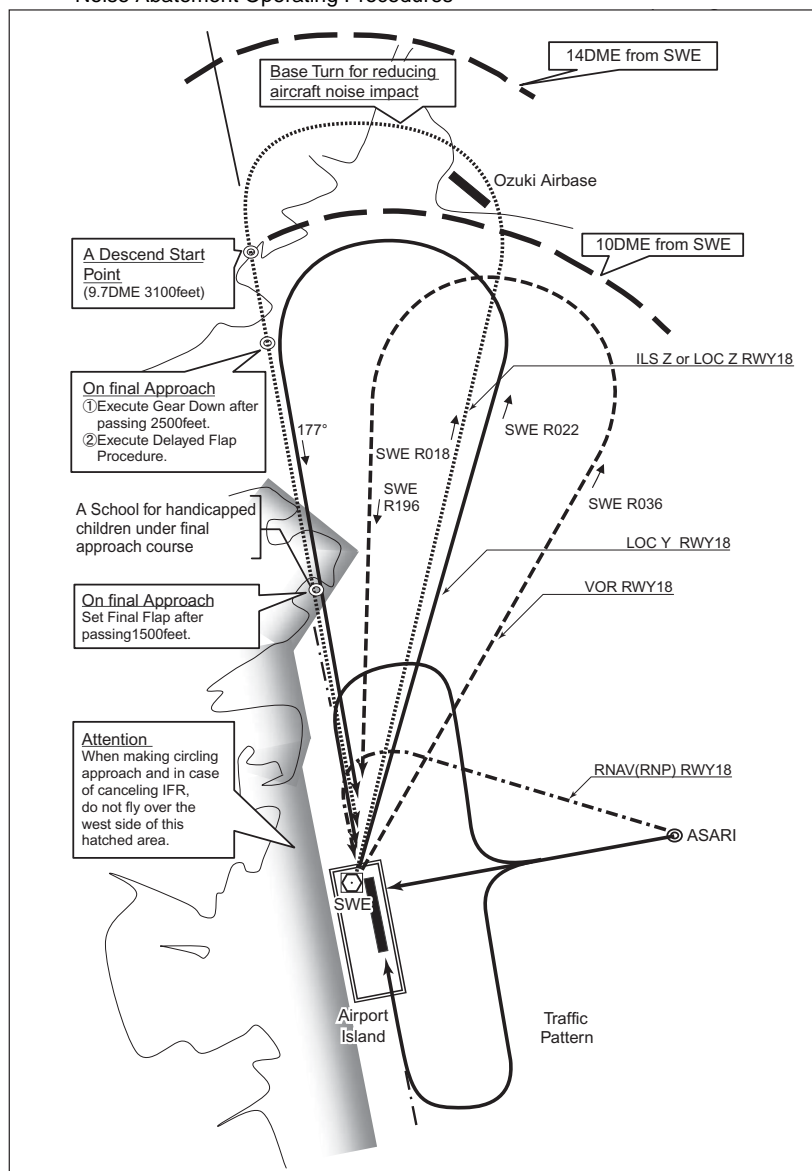 Noise Abatement Operating Procedures
14DME from SWE
Base Turn for reducing
aircraft noise impact
Ozuki Airbase
10DME from SWE
A Descend Start
Point
(9.7DME 3100feet)
ILS Z or LOC Z RWY18
On final Approach
①Execute Gear Down after
passing 2500feet.
②Execute Delayed Flap
Procedure.
177°
SWE R018
SWE R022
SWE
R196
SWE R036
A School for handicapped
children under final
approach course
LOC Y RWY18
VOR RWY18
On final Approach
Set Final Flap after
passing1500feet.
Attention
When making circling
approach and in case
of canceling IFR,
do not fly over the
west side of this
hatched area.
RNAV(RNP) RWY18
ASARI
SWE
Airport
Island
Traffic
Pattern